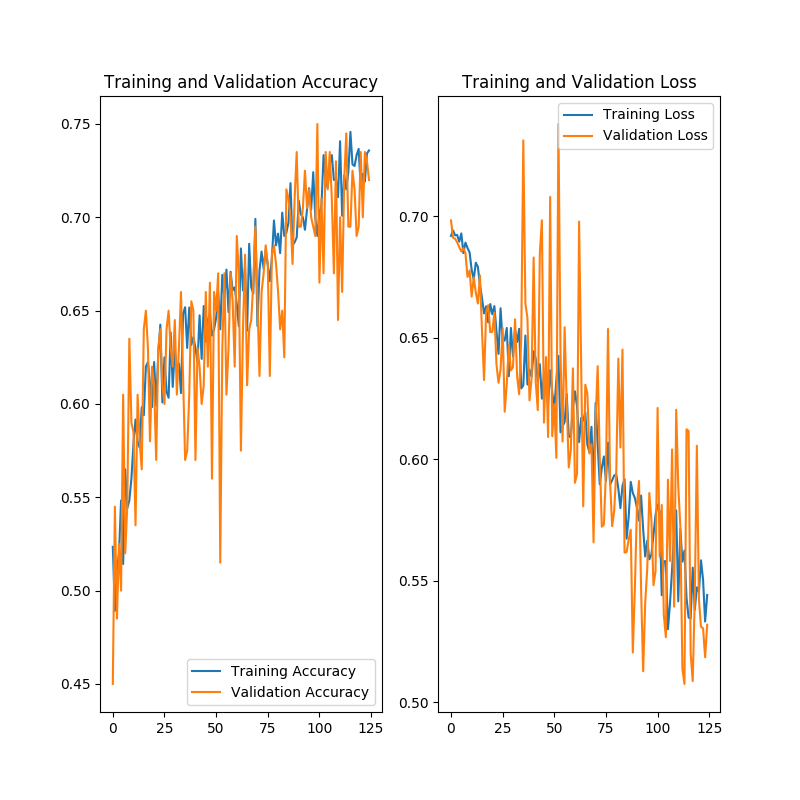 Training and Validation Accuracy
0.75
0.70
0.65
0.60
0.55
0.50
0.45
Training Accuracy
Validation Accuracy
0 25 50 75 100 125
Training and Validation Loss
Training Loss
Validation Loss
0.70
0.65
0.60
0.55
0.50
0 25 50 75 100 125